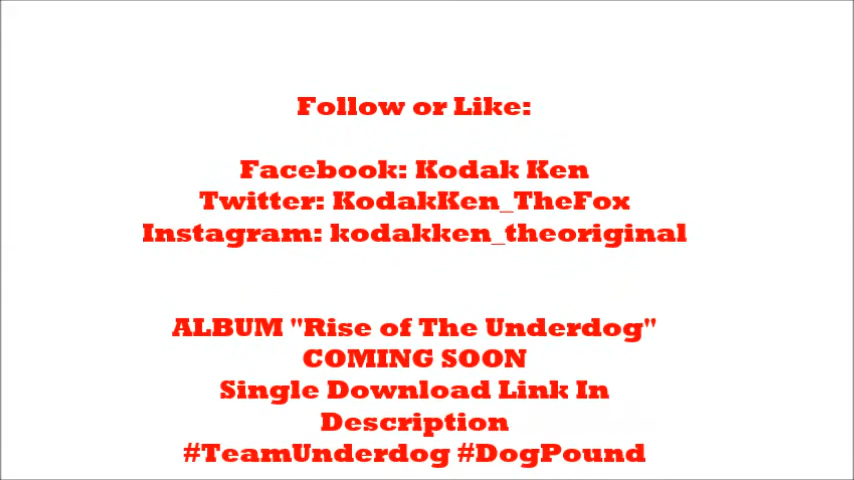 Follow or Like:
Facebook: Kodak Ken
Twitter: KodakKen_TheFox
Instagram: kodakken_theoriginal
ALBUM "Rise of The Underdog"
COMING SOON
Single Download Link In
Description
#TeamUnderdog #DogPound